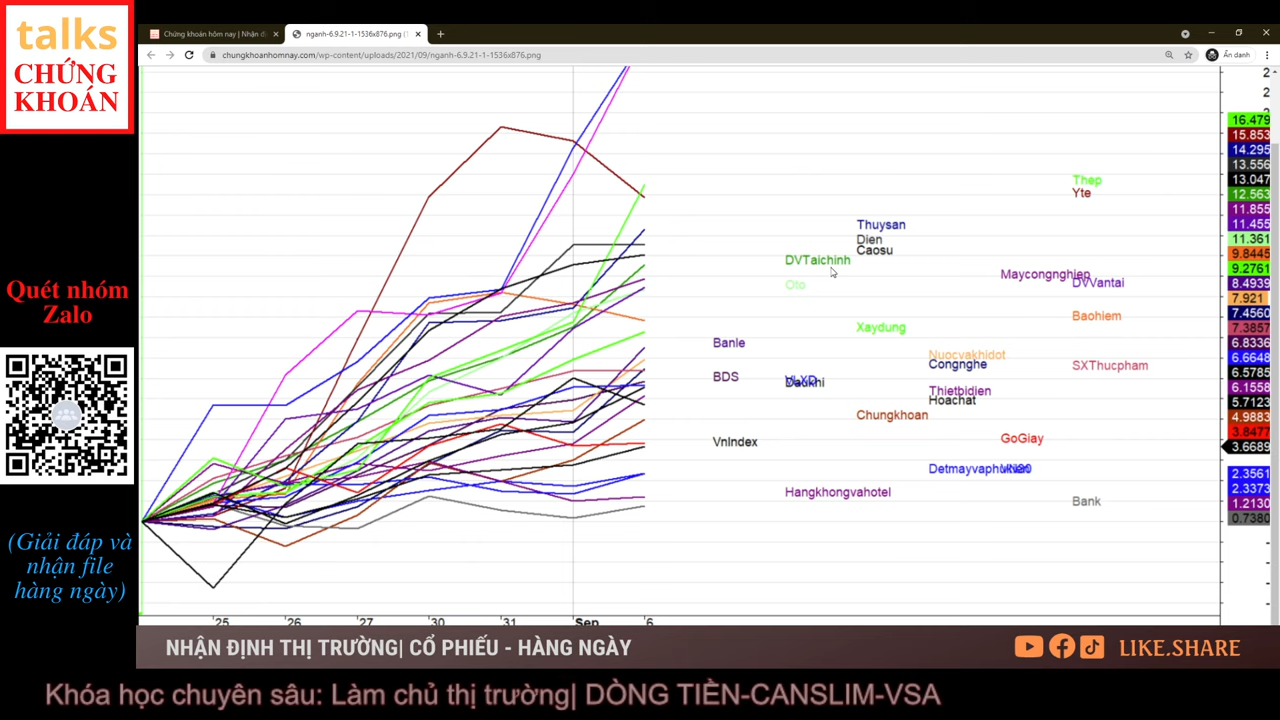 talks
CHỨNG
KHOÁN
Quét nhóm
Zalo
(Giải đáp và
nhận file
hàng ngày)
Chứng khoán hôm nay | Nhận đ
nganh-6.9.21-1-1536x876.png (1
chungkhoanhomnay.com/wp-content/uploads/2021/09/nganh-6.9.21-1-1536x876.png
Ẩn danh
Thep
Yte
Thuysan
Dien
Caosu
DVTaichinh
Maycongnghiep
DVVantai
Oto
Baohiem
Xaydung
Banle
Nuocvakhidot
Congnghe
SXThucpham
BDS
VLXD
Daukhi
Thietbidien
Hoachat
Chungkhoan
VnIndex
GoGiay
Hangkhongvahotel
Bank
2
2
16.479
15.853
14.295
13.556
13.047
12.563
11.855
11.455
11.361
9.8445
9.2761
8.4939
7.921
7.4560
7.3857
6.8336
6.6648
6.5785
6.1558
5.7123
4.9883
3.8477
3.6689
2.3561
2.3373
1.2130
0.7380
25
26
27
30
31
Sep
6
NHẬN ĐỊNH THỊ TRƯỜNG| CỔ PHIẾU - HÀNG NGÀY
LIKE.SHARE
Khóa học chuyên sâu: Làm chủ thị trường| DÒNG TIỀN-CANSLIM-VSA